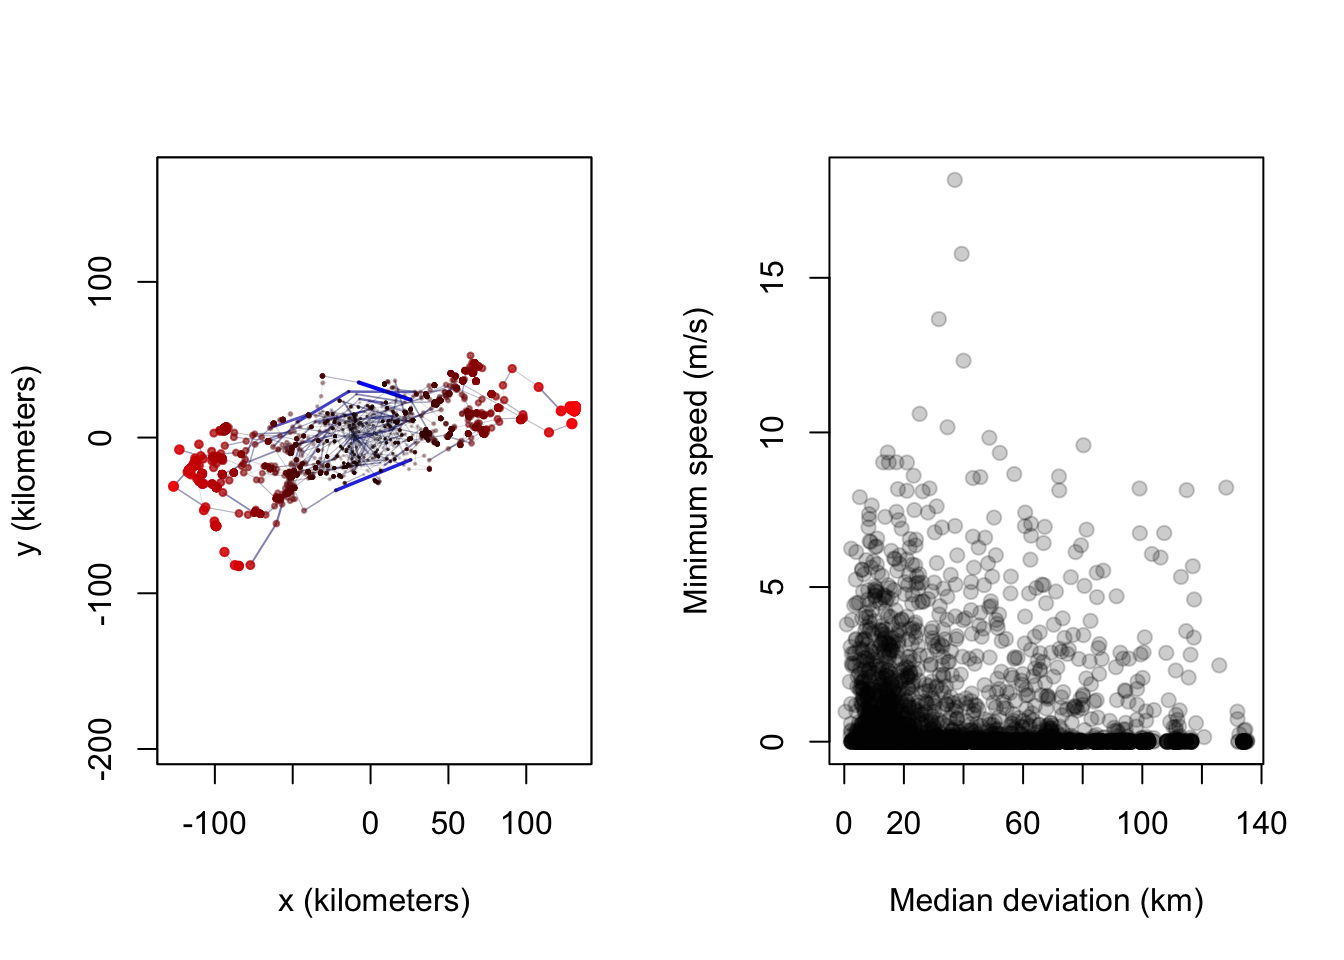 100
0
-100
-200
y (kilometers)
-100 0 50 100
x (kilometers)
15
10
5
0
Minimum speed (m/s)
0 20 60 100 140
Median deviation (km)